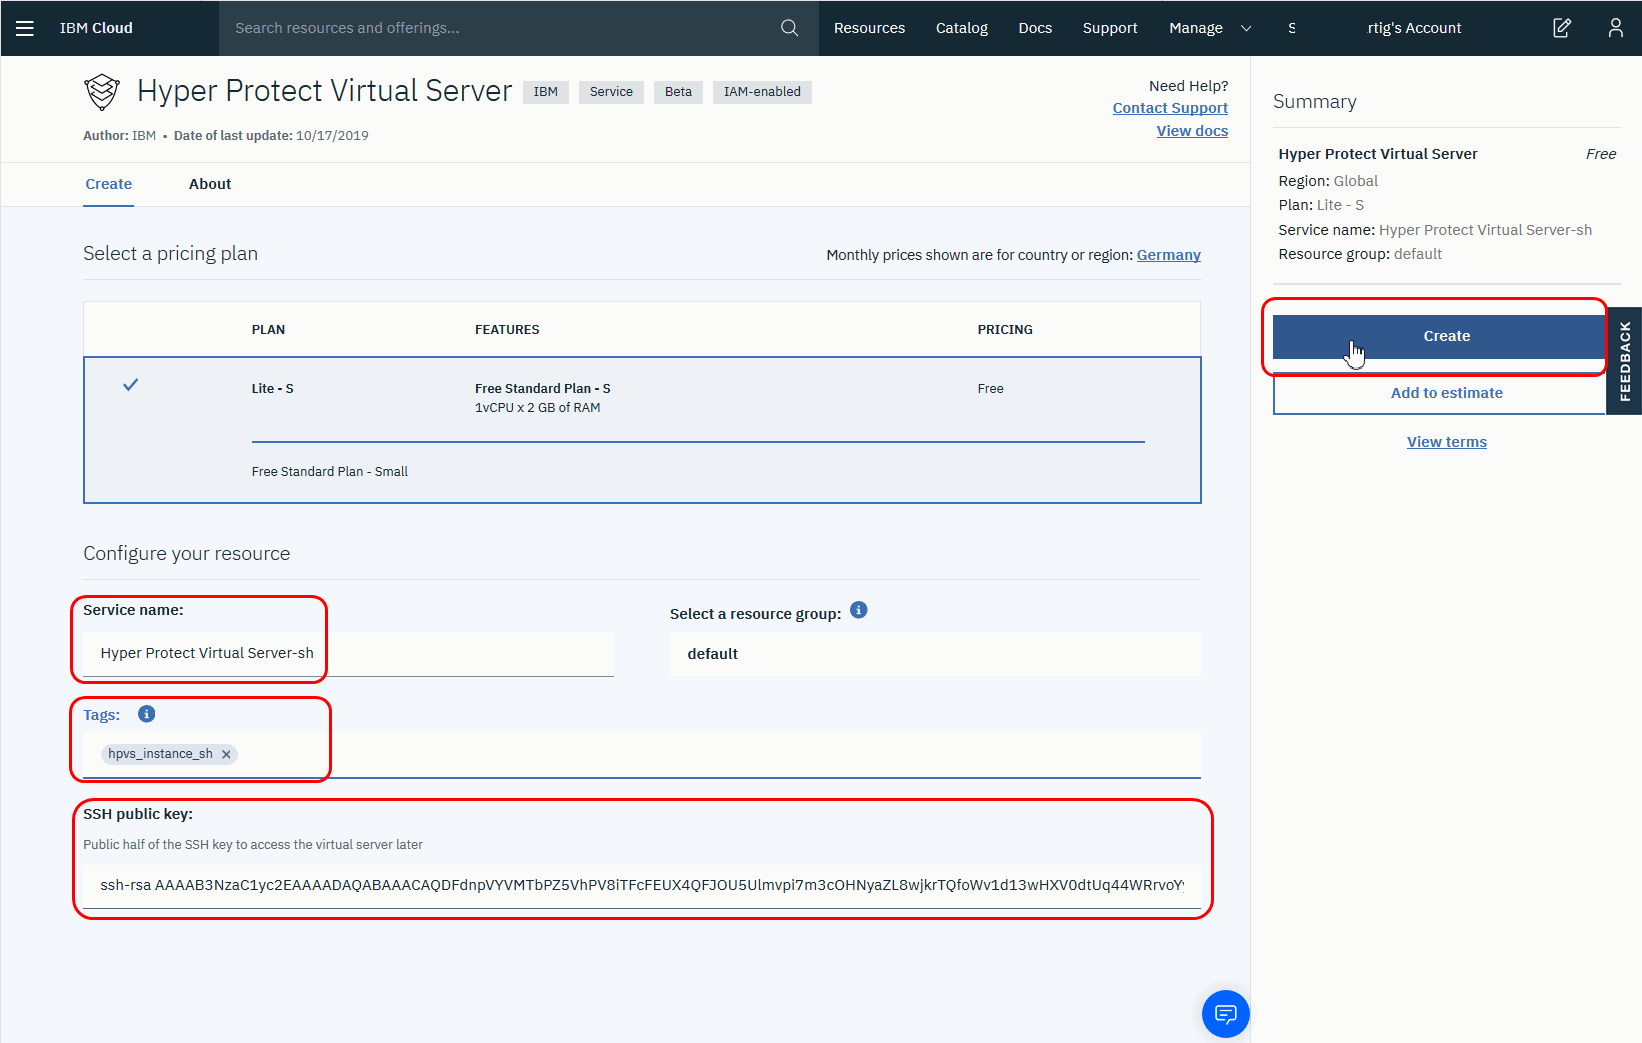 IBM Cloud
Search resources and offerings...
Resources
Catalog
Docs
Support
Manage
S
rtig's Account
Hyper Protect Virtual Server
IBM
Service
Beta
IAM-enabled
Author: IBM • Date of last update: 10/17/2019
Need Help?
Contact Support
View docs
Create
About
Select a pricing plan
Monthly prices shown are for country or region: Germany
PLAN
FEATURES
PRICING
Lite - S
Free Standard Plan - S
1vCPU x 2 GB of RAM
Free
Free Standard Plan - Small
Configure your resource
Service name:
Hyper Protect Virtual Server-sh
Select a resource group:
default
Tags:
hpvs_instance_sh
SSH public key:
Public half of the SSH key to access the virtual server later
ssh-rsa AAAAB3NzaC1yc2EAAAADAQABAAACAQDFdnpVYVMTbPZ5VhPV8iTFcFEUX4QFJOU5Ulmvpi7m3cOHNyaZL8wjkrTQfoWv1d13wHXV0dtUq44WRrvoYy
Summary
Hyper Protect Virtual Server
Free
Region: Global
Plan: Lite - S
Service name: Hyper Protect Virtual Server-sh
Resource group: default
Create
Add to estimate
View terms
FEEDBACK